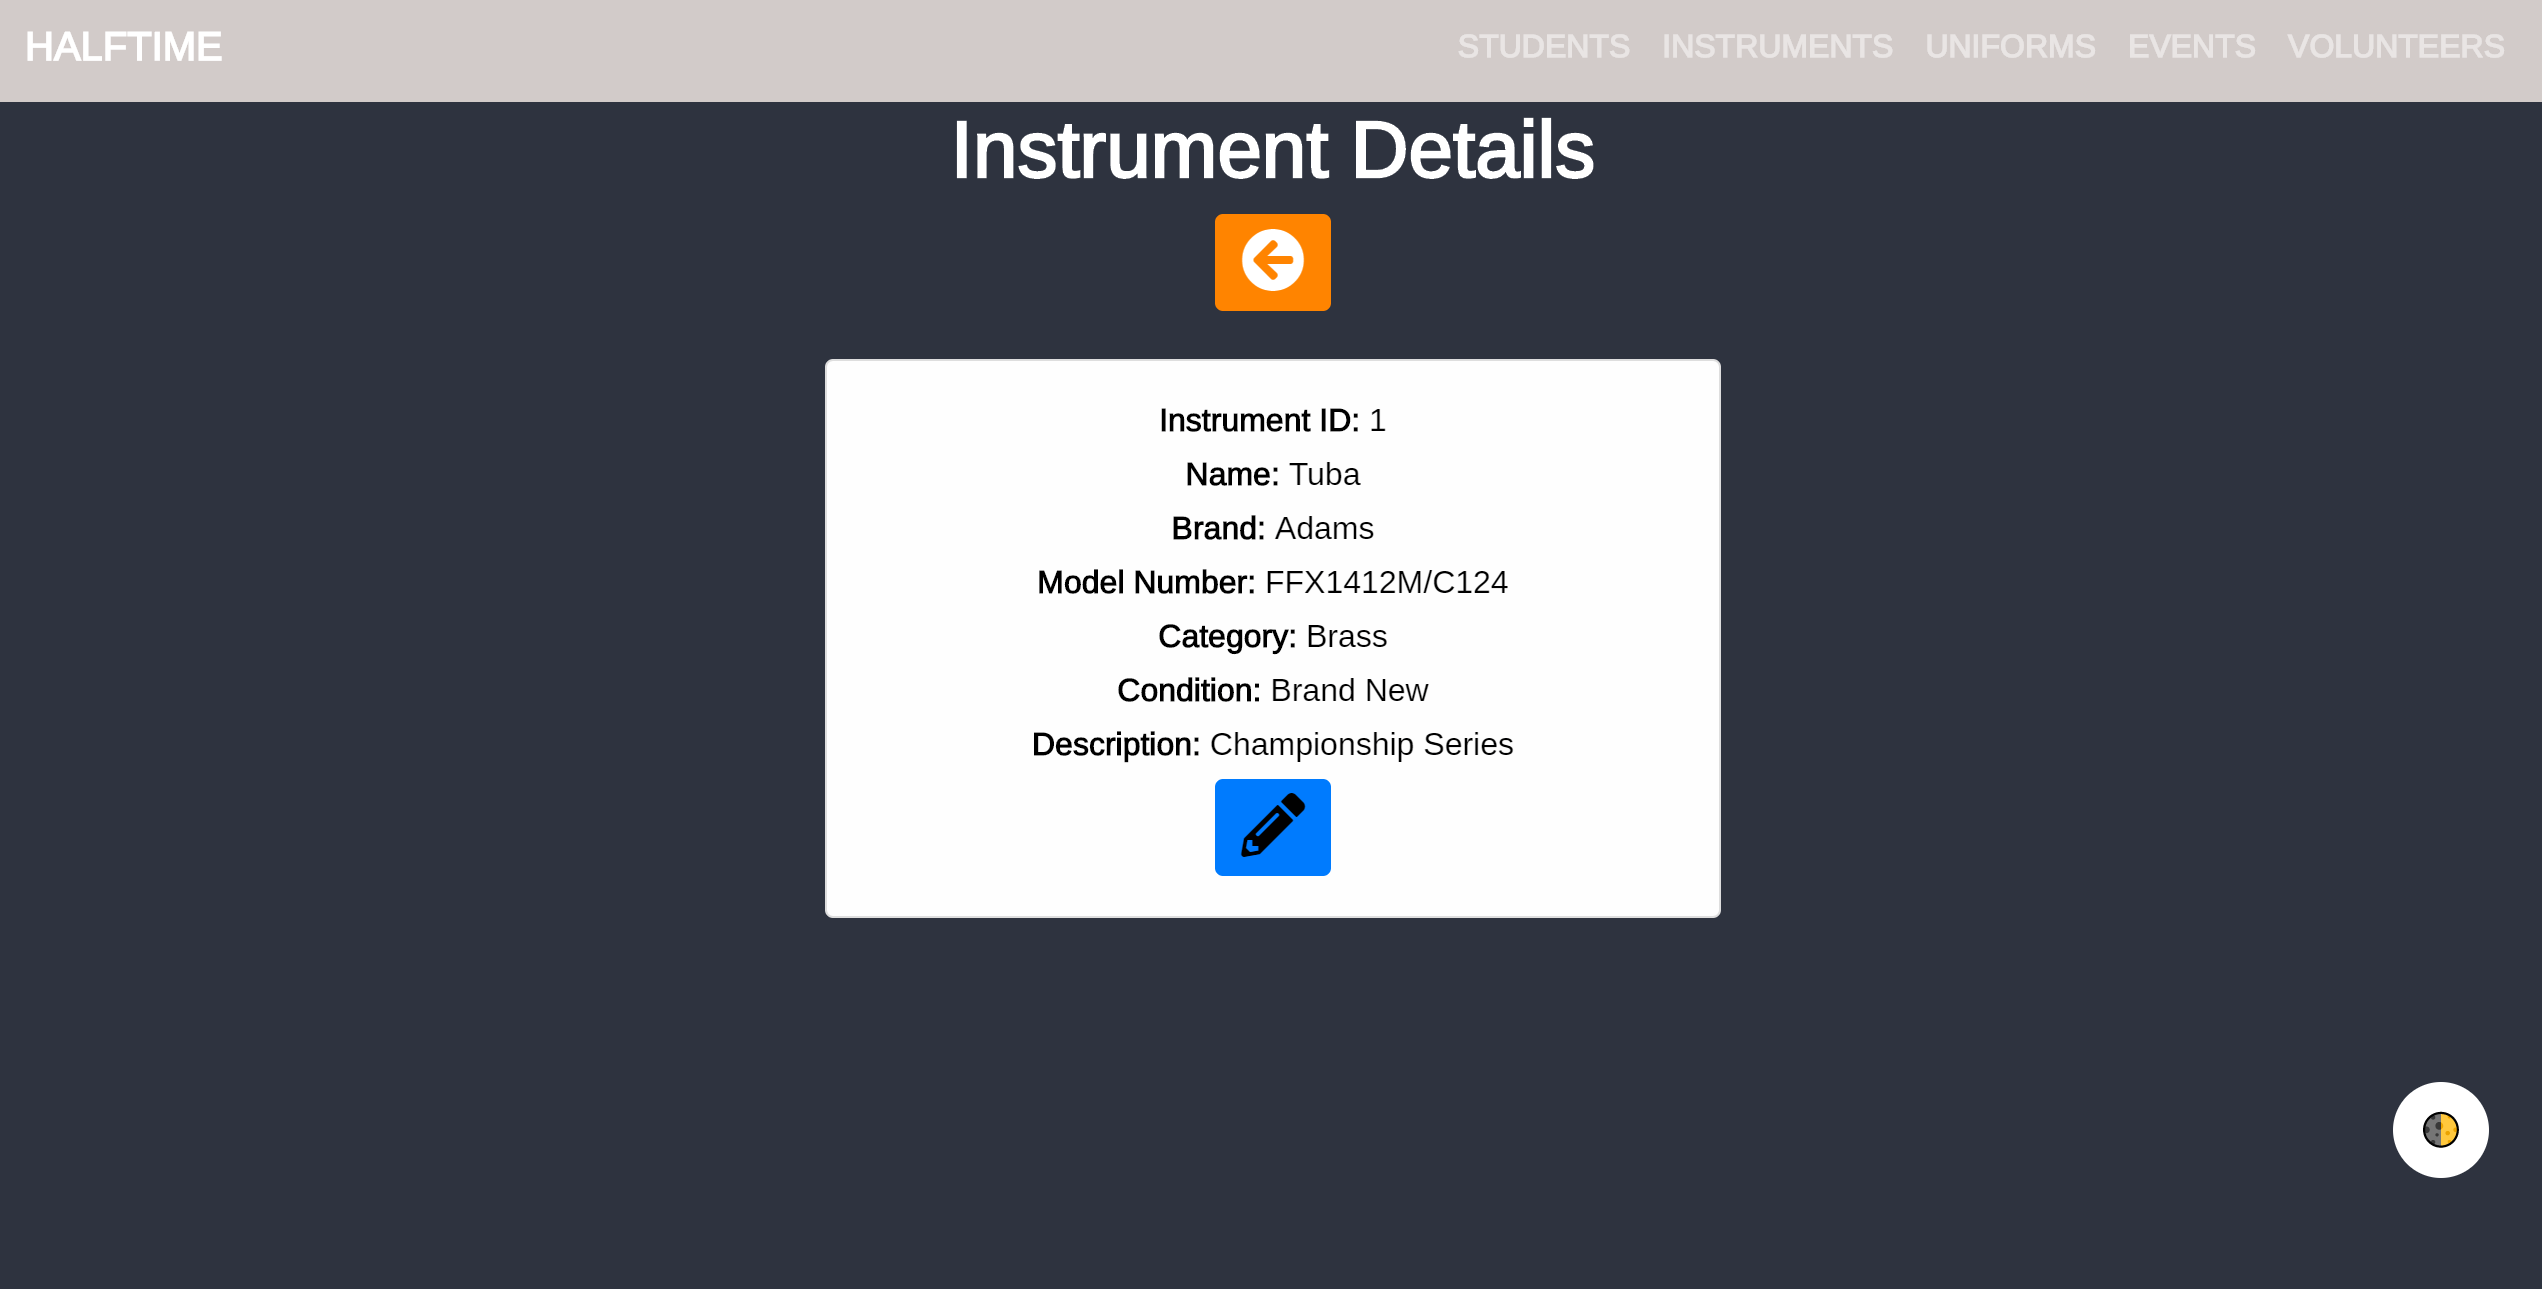 HALFTIME STUDENTS INSTRUMENTS UNIFORMS EVENTS VOLUNTEERS
Instrument Details
Instrument ID: 1
Name: Tuba
Brand: Adams
Model Number: FFX1412M/C124
Category: Brass
Condition: Brand New
Description: Championship Series